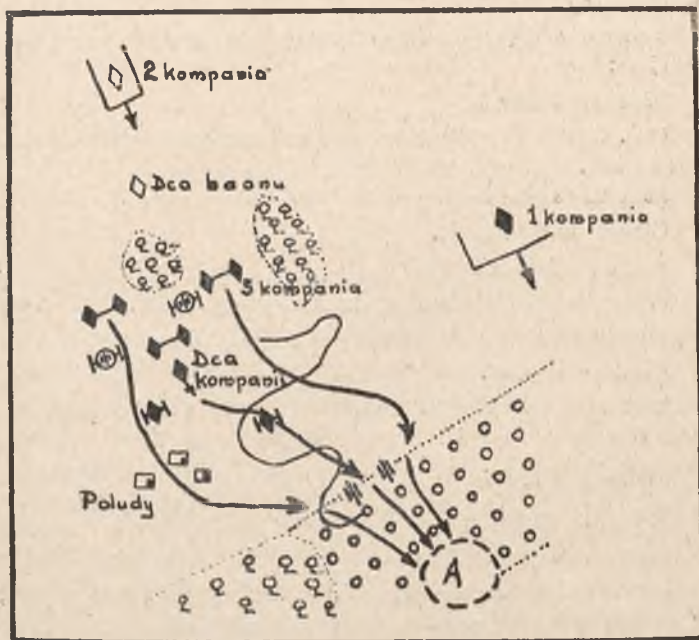 2 kompania
Dca baonu
1 kompania
3 kompania
Dca
kompanii
Poludy
A